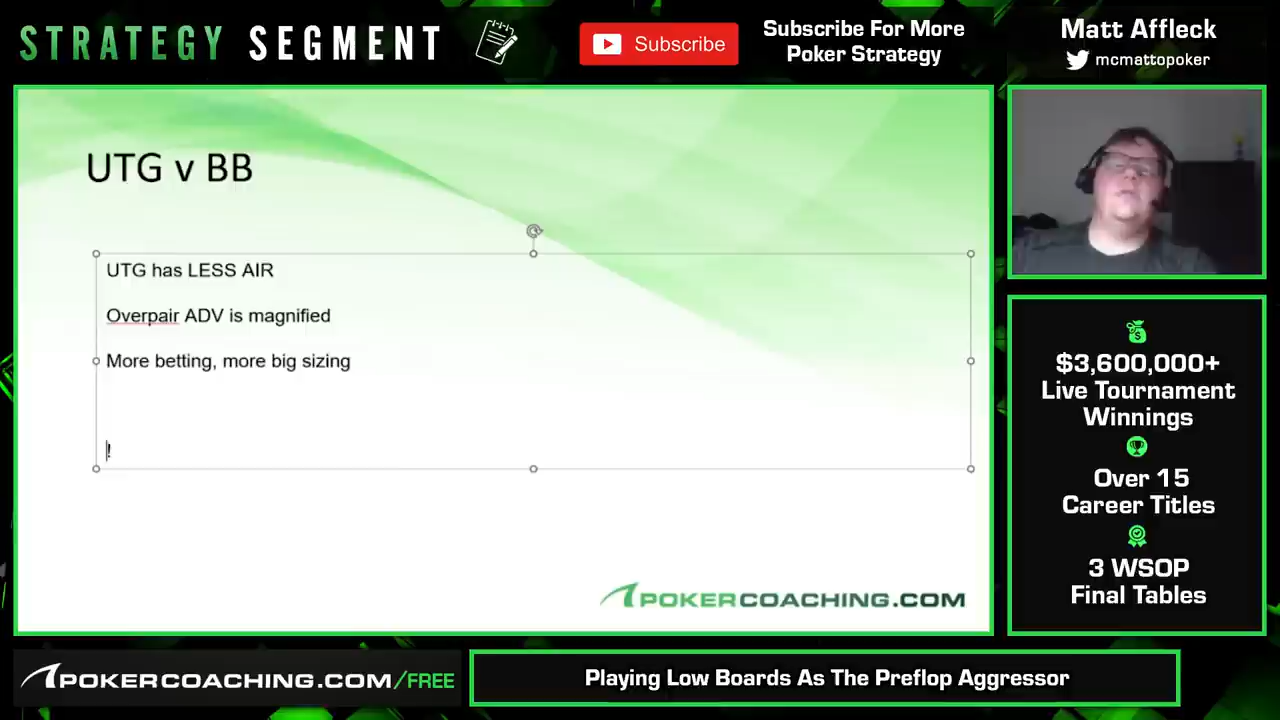 STRATEGY SEGMENT
Subscribe
Subscribe For More
Poker Strategy
Matt Affleck
mcmattopoker
UTG v BB
UTG has LESS AIR
Overpair ADV is magnified
More betting, more big sizing
!
POKERCOACHING.COM
$3,600,000+
Live Tournament
Winnings
Over 15
Career Titles
3 WSOP
Final Tables
POKERCOACHING.COM/FREE
Playing Low Boards As The Preflop Aggressor